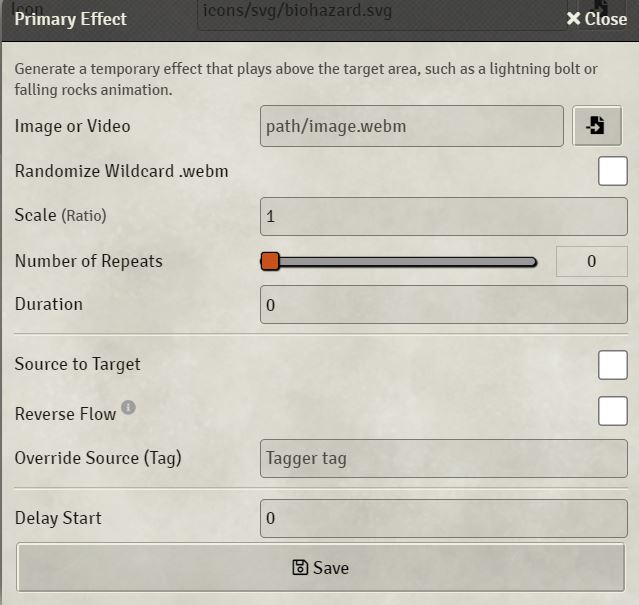 Icon
icons/svg/biohazard.svg
Primary Effect
Close
Generate a temporary effect that plays above the target area, such as a lightning bolt or
falling rocks animation.
Image or Video
path/image.webm
Randomize Wildcard .webm
Scale (Ratio)
1
Number of Repeats
0
Duration
0
Source to Target
Reverse Flow
Override Source (Tag)
Tagger tag
Delay Start
0
Save